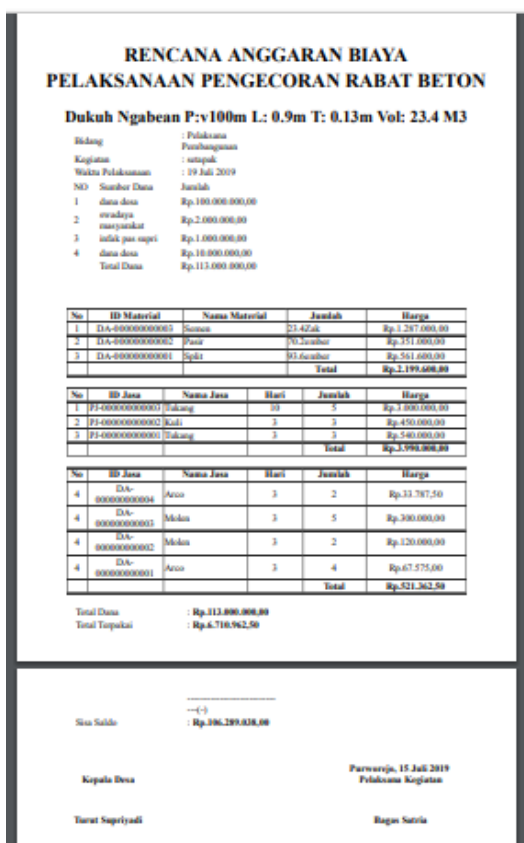 RENCANA ANGGARAN BIAYA
PELAKSANAAN PENGECORAN RABAT BETON
Dukuh Ngabean P:v100m L: 0.9m T: 0.13m Vol: 23.4 M3
Bidang : Pelaksana Pembangunan
Kegiatan : setapak
Waktu Pelaksanaan : 19 Juli 2019
NO Sumber Dana Jumlah
1 dana desa Rp.100.000.000,00
2 swadaya masyarakat Rp.2.000.000,00
3 infak pas supri Rp.1.000.000,00
4 dana desa Rp.10.000.000,00
Total Dana Rp.113.000.000,00
No ID Material Nama Material Jumlah Harga
1 DA-000000000003 Semen 23.4Zak Rp.1.287.000,00
2 DA-000000000002 Pasir 70.2ember Rp.351.000,00
3 DA-000000000001 Split 93.6ember Rp.561.600,00
Total Rp.2.199.600,00
No ID Jasa Nama Jasa Hari Jumlah Harga
1 PJ-000000000003 Tukang 10 5 Rp.3.000.000,00
2 PJ-000000000002 Kuli 3 3 Rp.450.000,00
3 PJ-000000000001 Tukang 3 3 Rp.540.000,00
Total Rp.3.990.000,00
No ID Jasa Nama Jasa Hari Jumlah Harga
4 DA-000000000004 Arco 3 2 Rp.33.787,50
4 DA-000000000003 Molen 3 5 Rp.300.000,00
4 DA-000000000002 Molen 3 2 Rp.120.000,00
4 DA-000000000001 Arco 3 4 Rp.67.575,00
Total Rp.521.362,50
Total Dana : Rp.113.000.000,00
Total Terpakai : Rp.6.710.962,50
---(-)
Sisa Saldo : Rp.106.289.038,00
Purworejo, 15 Juli 2019
Kepala Desa Pelaksana Kegiatan
Turut Supriyadi Bagas Satria